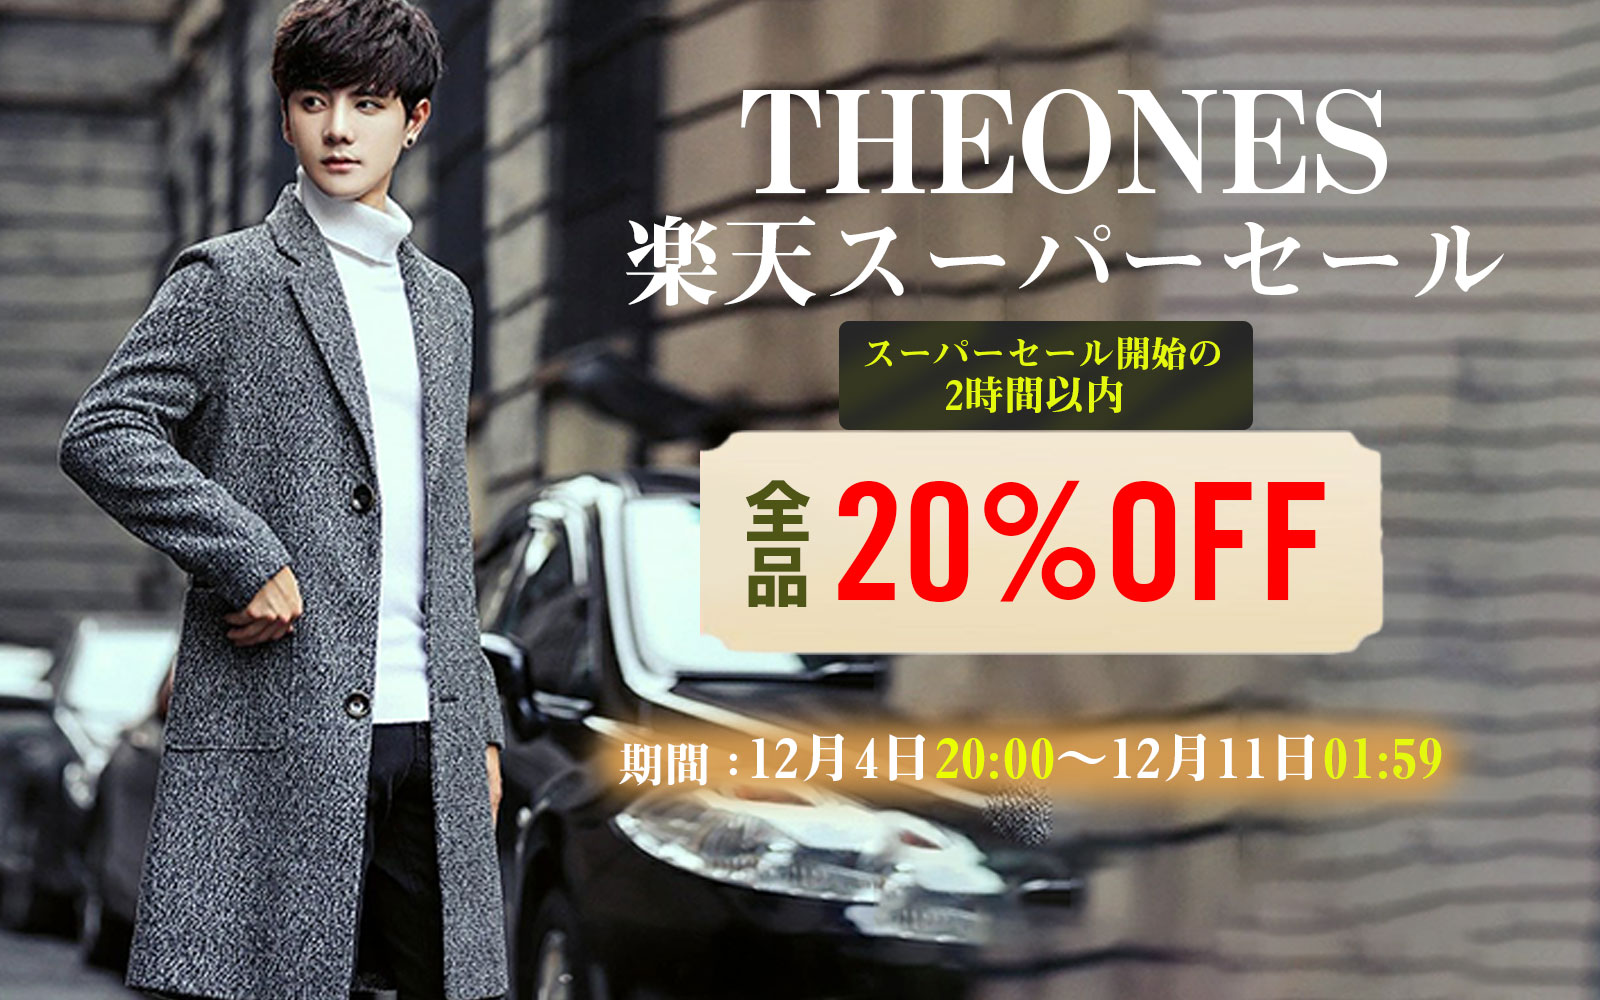 THEONES
楽天スーパーセール
スーパーセール開始の
2時間以内
全品 20%OFF
期間：12月4日20:00～12月11日01:59